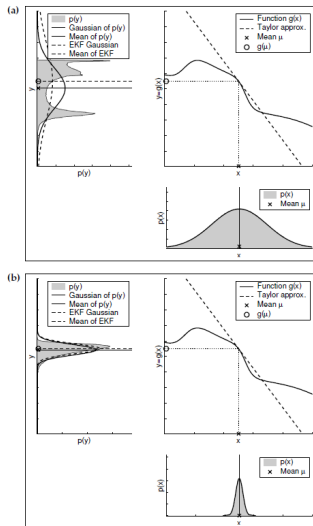 (a)
p(y)
Gaussian of p(y)
Mean of p(y)
EKF Gaussian
Mean of EKF
y
p(y)
Function g(x)
Taylor approx.
Mean μ
g(μ)
y=g(x)
x
p(x)
Mean μ
p(x)
x
(b)
p(y)
Gaussian of p(y)
Mean of p(y)
EKF Gaussian
Mean of EKF
y
p(y)
Function g(x)
Taylor approx.
Mean μ
g(μ)
y=g(x)
x
p(x)
Mean μ
p(x)
x